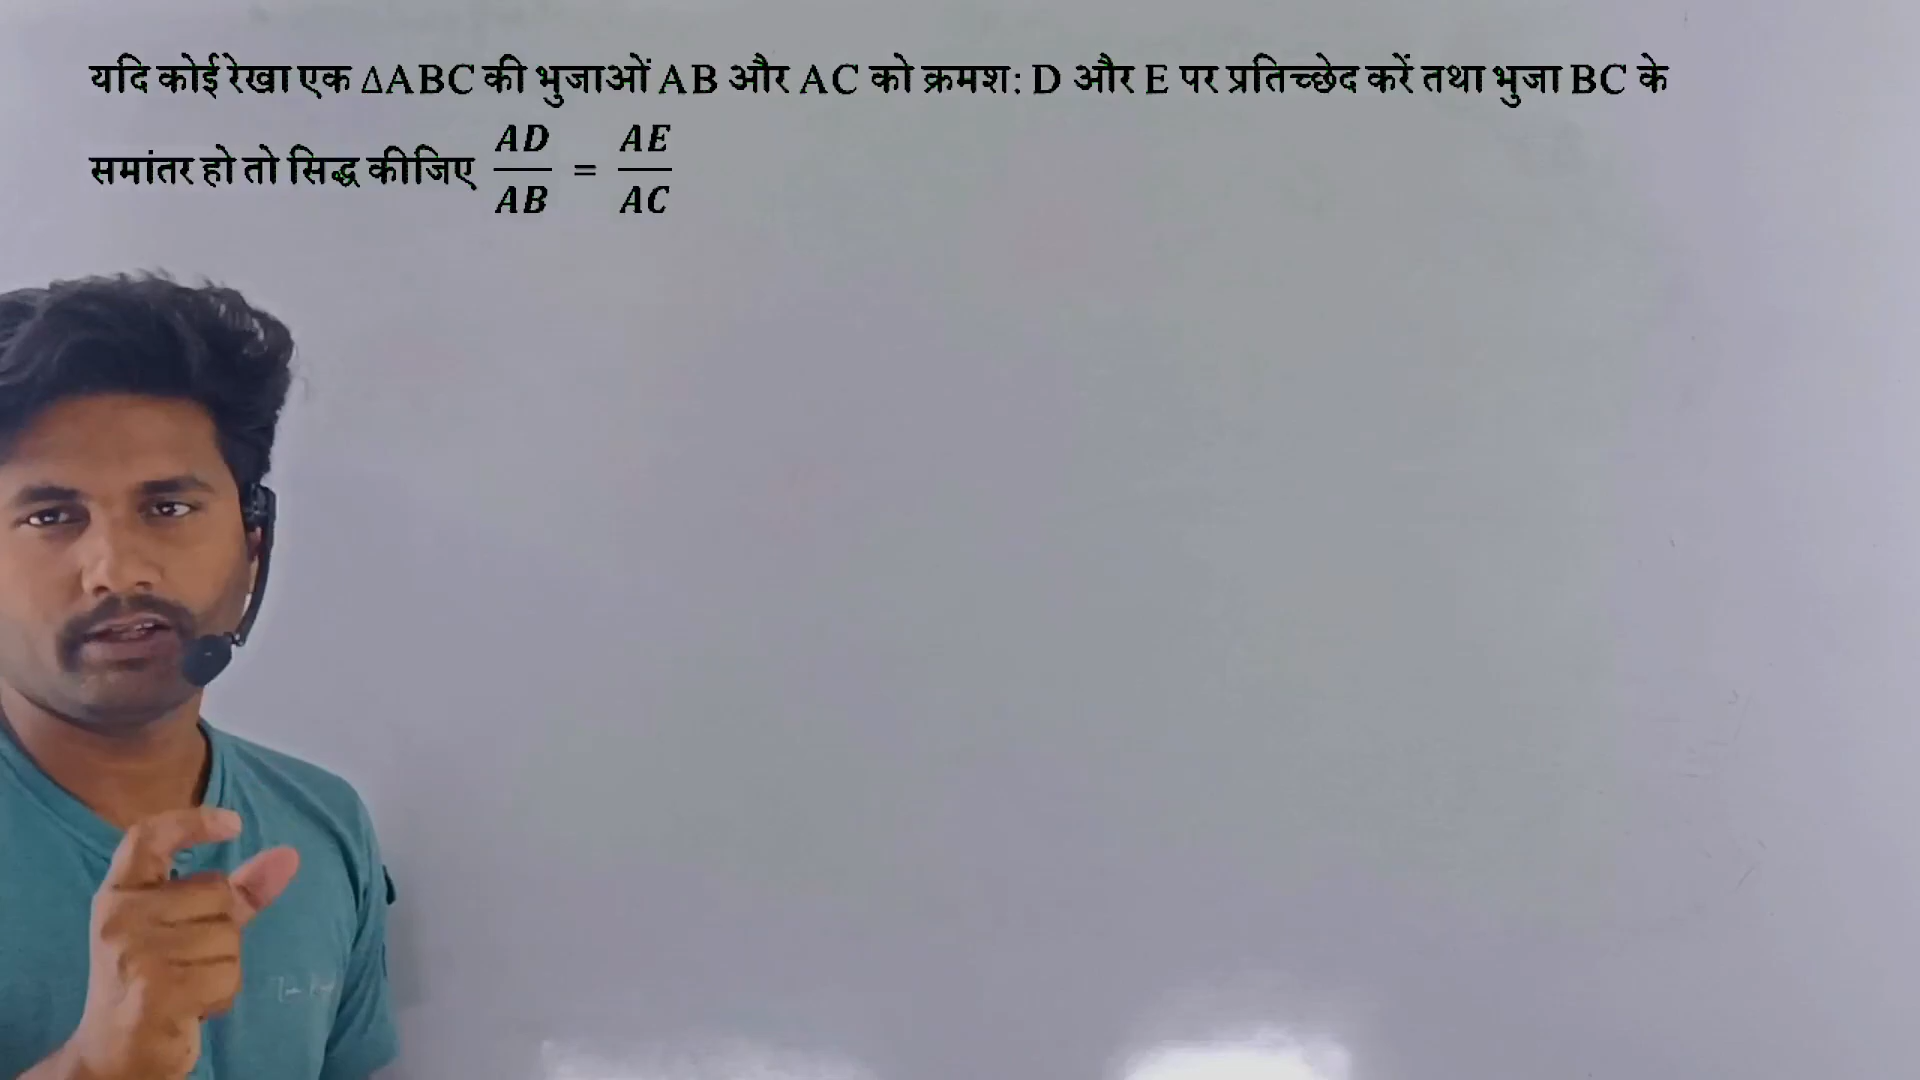 यदि कोई रेखा एक ΔABC की भुजाओं AB और AC को क्रमश: D और E पर प्रतिच्छेद करें तथा भुजा BC के
समांतर हो तो सिद्ध कीजिए AD/AB = AE/AC